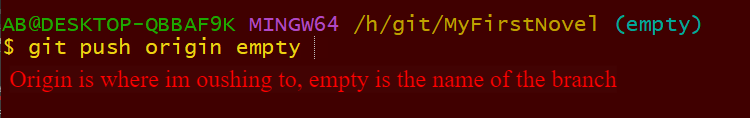 AB@DESKTOP-QBBAF9K MINGW64 /h/git/MyFirstNovel (empty)
$ git push origin empty
Origin is where im oushing to, empty is the name of the branch